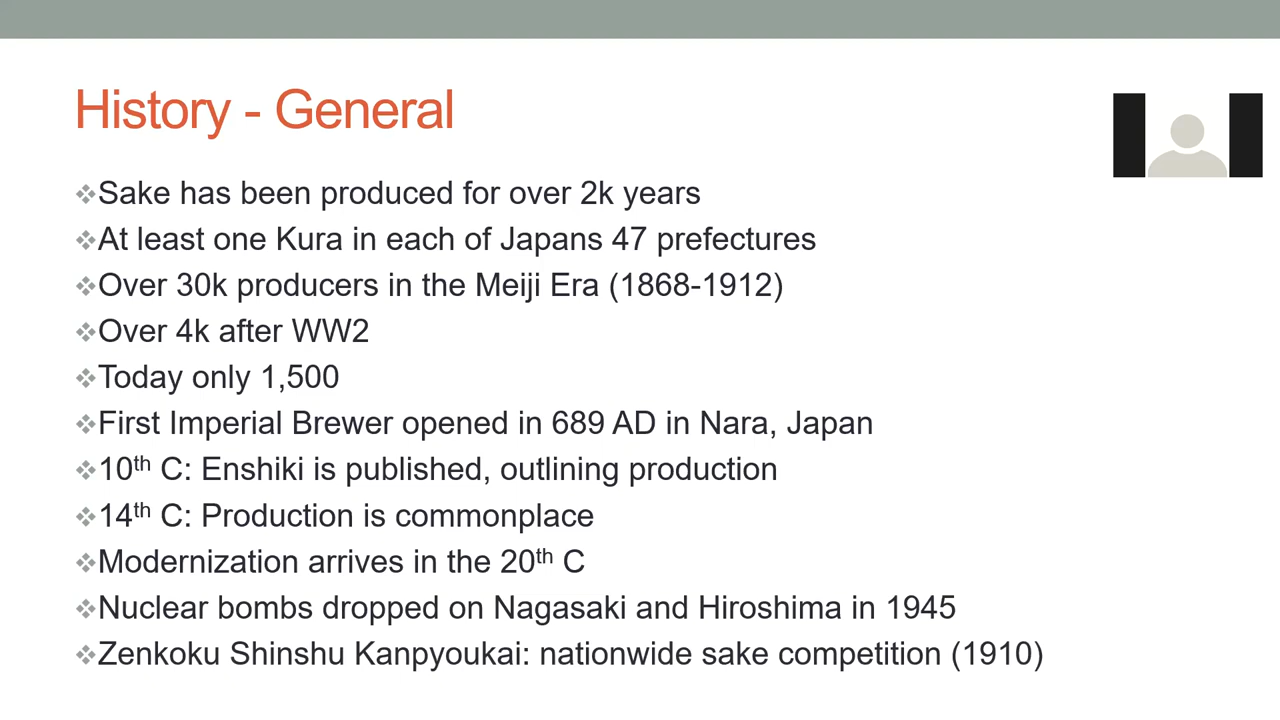 History - General
❖Sake has been produced for over 2k years
❖At least one Kura in each of Japans 47 prefectures
❖Over 30k producers in the Meiji Era (1868-1912)
❖Over 4k after WW2
❖Today only 1,500
❖First Imperial Brewer opened in 689 AD in Nara, Japan
❖10th C: Enshiki is published, outlining production
❖14th C: Production is commonplace
❖Modernization arrives in the 20th C
❖Nuclear bombs dropped on Nagasaki and Hiroshima in 1945
❖Zenkoku Shinshu Kanpyoukai: nationwide sake competition (1910)